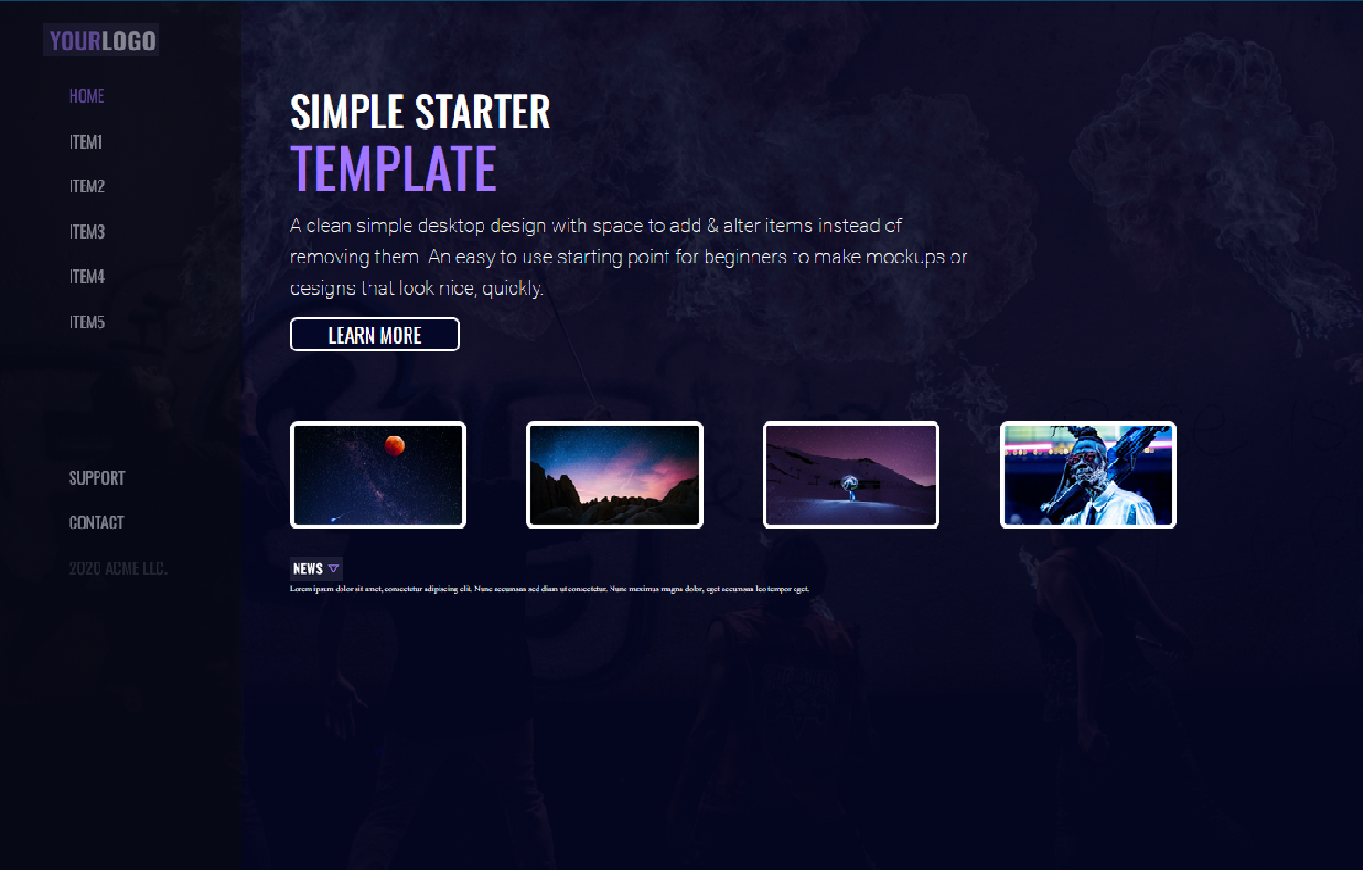 YOURLOGO
HOME
ITEM1
ITEM2
ITEM3
ITEM4
ITEM5
SUPPORT
CONTACT
2020 ACME LLC.
SIMPLE STARTER
TEMPLATE
A clean simple desktop design with space to add & alter items instead of
removing them. An easy to use starting point for beginners to make mockups or
designs that look nice, quickly.
LEARN MORE
NEWS
Lorem ipsum dolor sit amet, consectetur adipiscing elit. Nunc accumsan sed diam ut consectetur. Nunc maximus magna dolor, eget accumsan leo tempor eget.